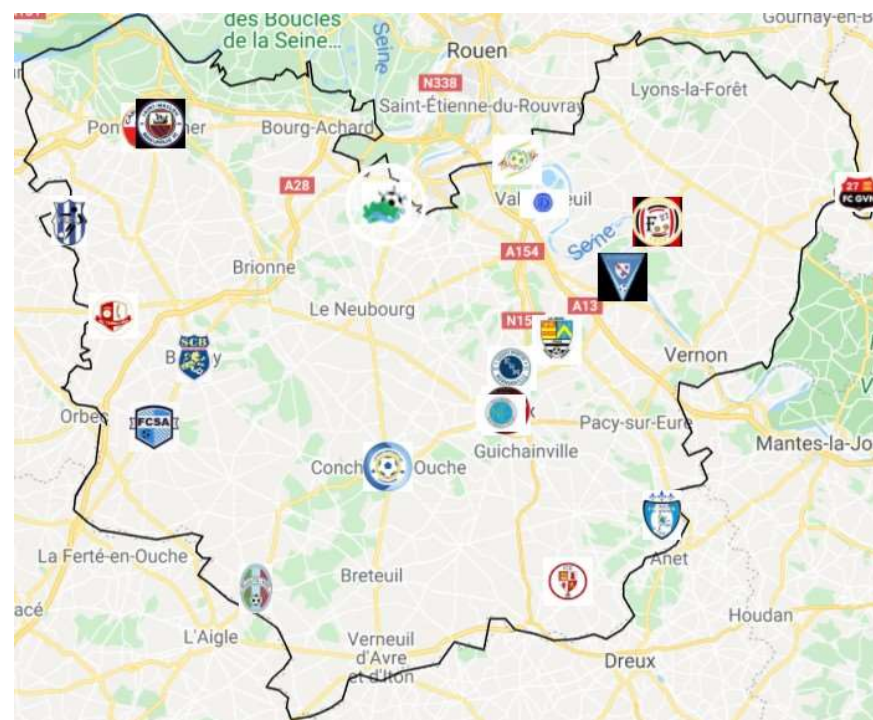 des Boucles
de la Seine...
Seine
Rouen
Gournay-en-B
N338
Saint-Étienne-du-Rouvray
Lyons-la-Forêt
Pon
mer
Bourg-Achard
A28
Val
euil
27
FC GVN
F
Seine
A154
Brionne
Le Neubourg
A13
N15
SCB
B
y
Vernon
Orbec
FCSA
x
Pacy-sur-Eure
Guichainville
Mantes-la-Jo
Conch
Ouche
La Ferté-en-Ouche
Anet
Breteuil
acé
L'Aigle
Houdan
Verneuil
d'Avre
et d'Iton
Dreux